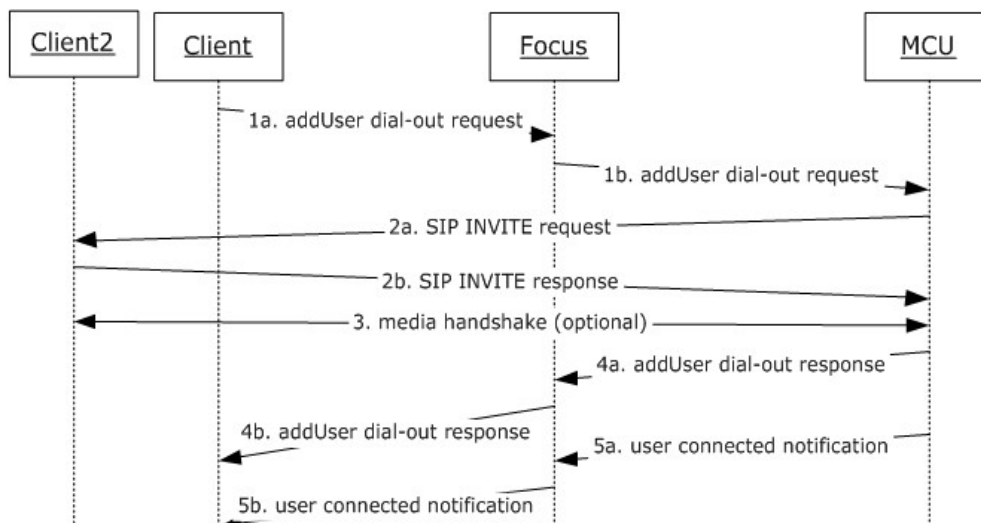 Client2
Client
Focus
MCU
1a. addUser dial-out request
1b. addUser dial-out request
2a. SIP INVITE request
2b. SIP INVITE response
3. media handshake (optional)
4a. addUser dial-out response
4b. addUser dial-out response
5a. user connected notification
5b. user connected notification